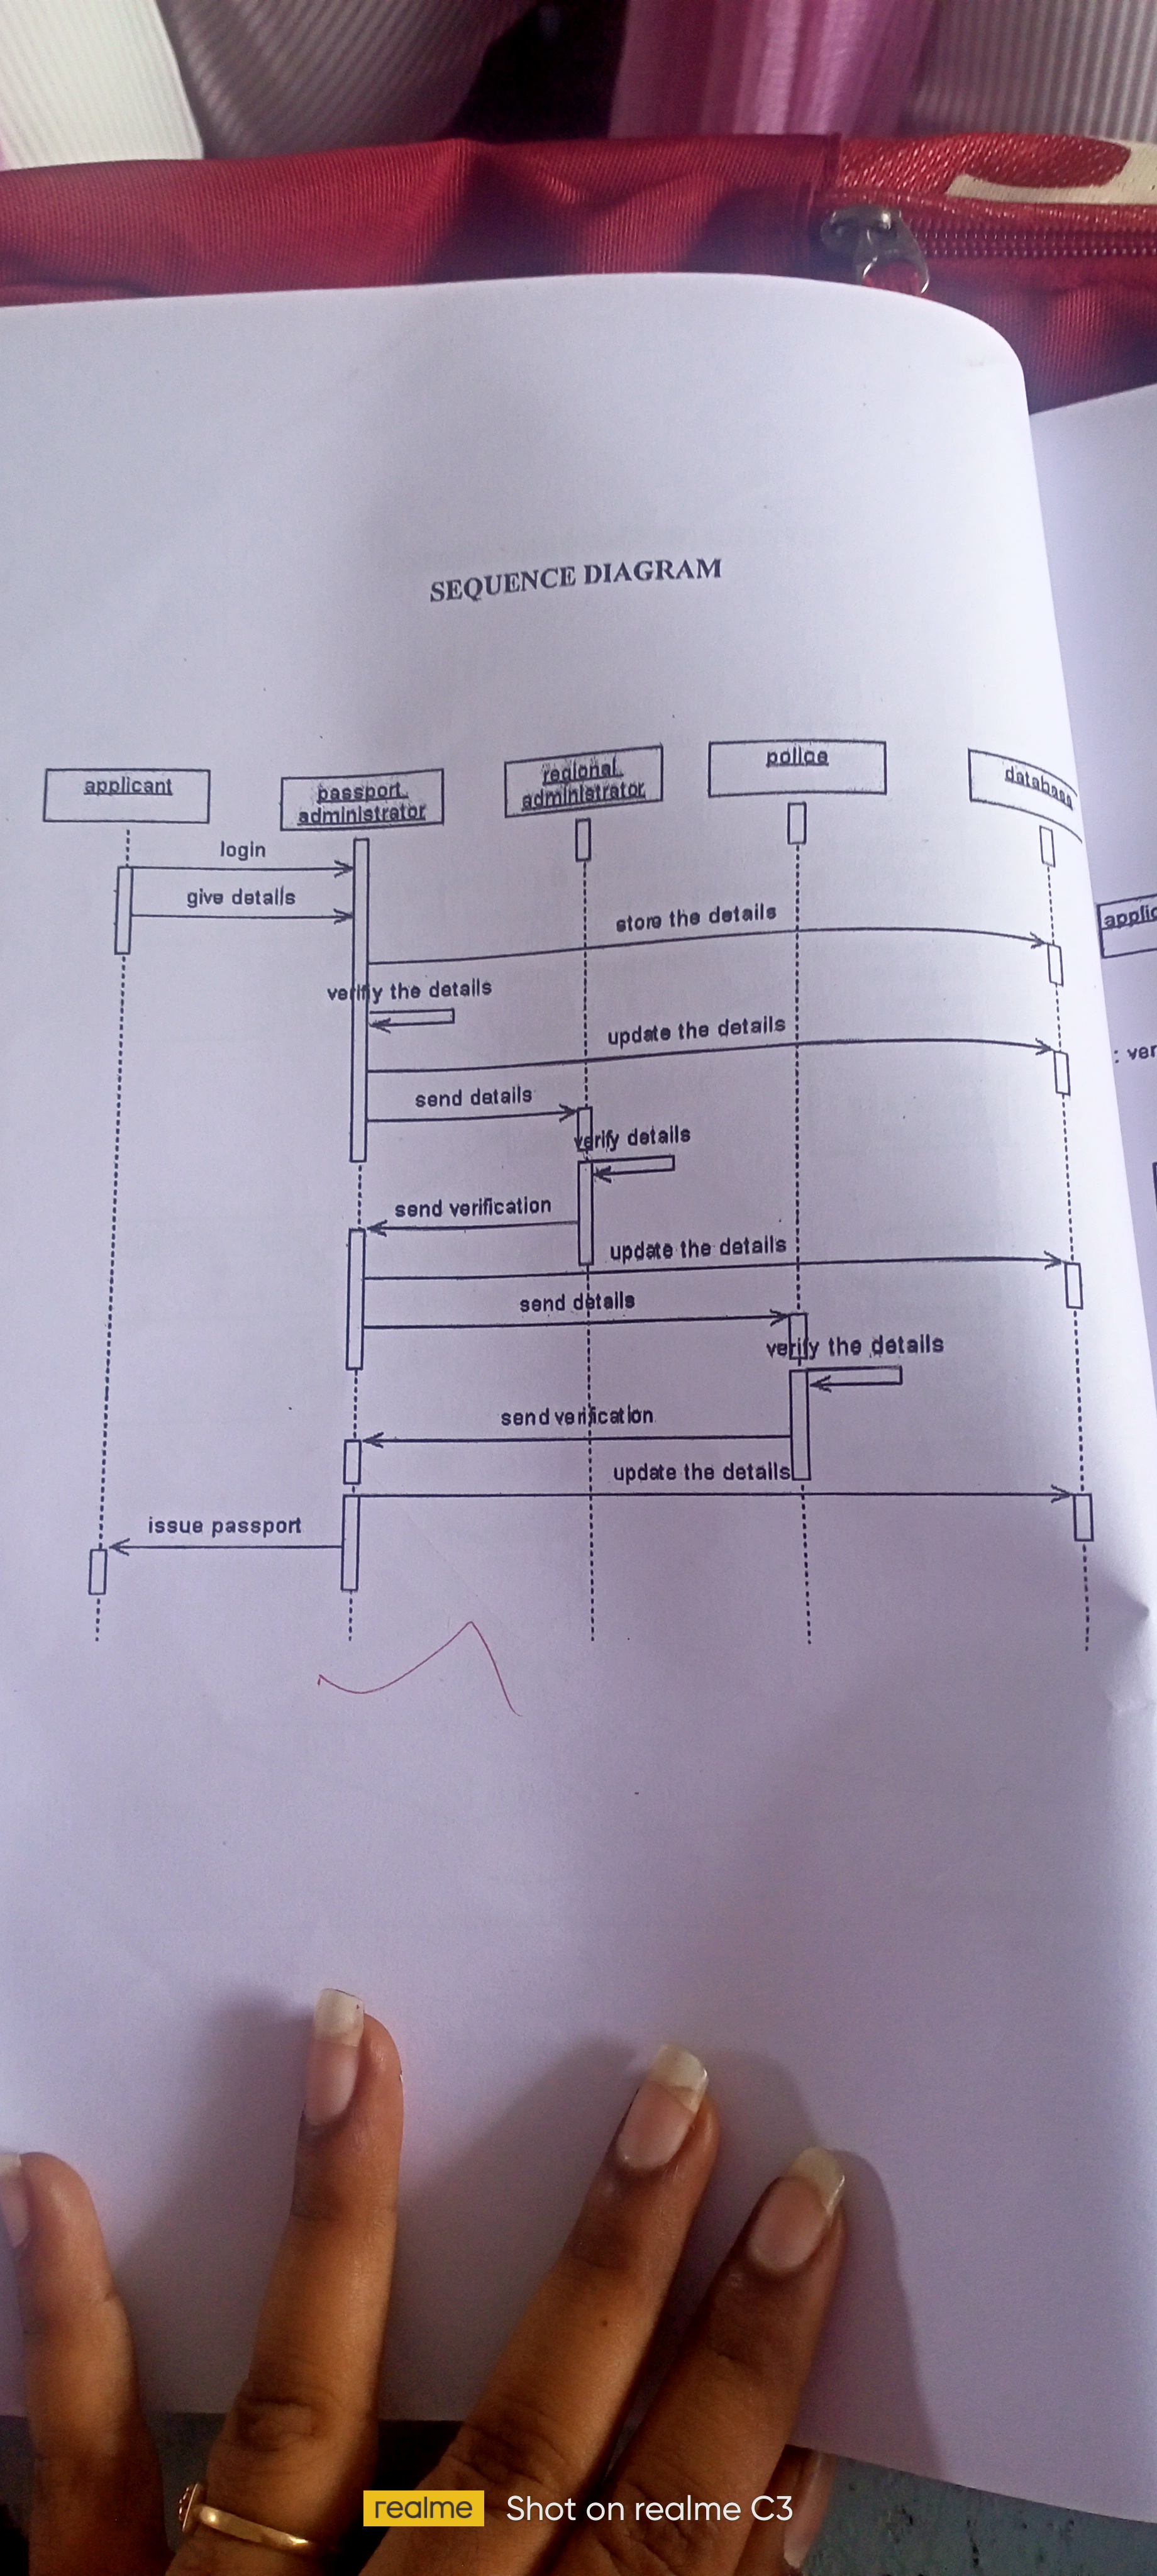 SEQUENCE DIAGRAM
applicant
passport
administrator
regional
administrator
police
database
login
give details
store the details
verify the details
update the details
send details
verify details
send verification
update the details
send details
verify the details
send verification
update the details
issue passport
realme Shot on realme C3